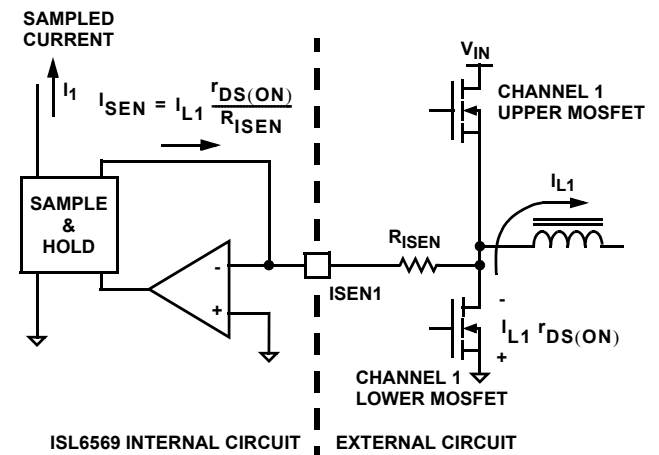 SAMPLED
CURRENT
I1
ISEN = IL1 rDS(ON) / RISEN
VIN
CHANNEL 1
UPPER MOSFET
IL1
SAMPLE
&
HOLD
RISEN
-
+
ISEN1
-
IL1 rDS(ON)
+
CHANNEL 1
LOWER MOSFET
ISL6569 INTERNAL CIRCUIT
EXTERNAL CIRCUIT